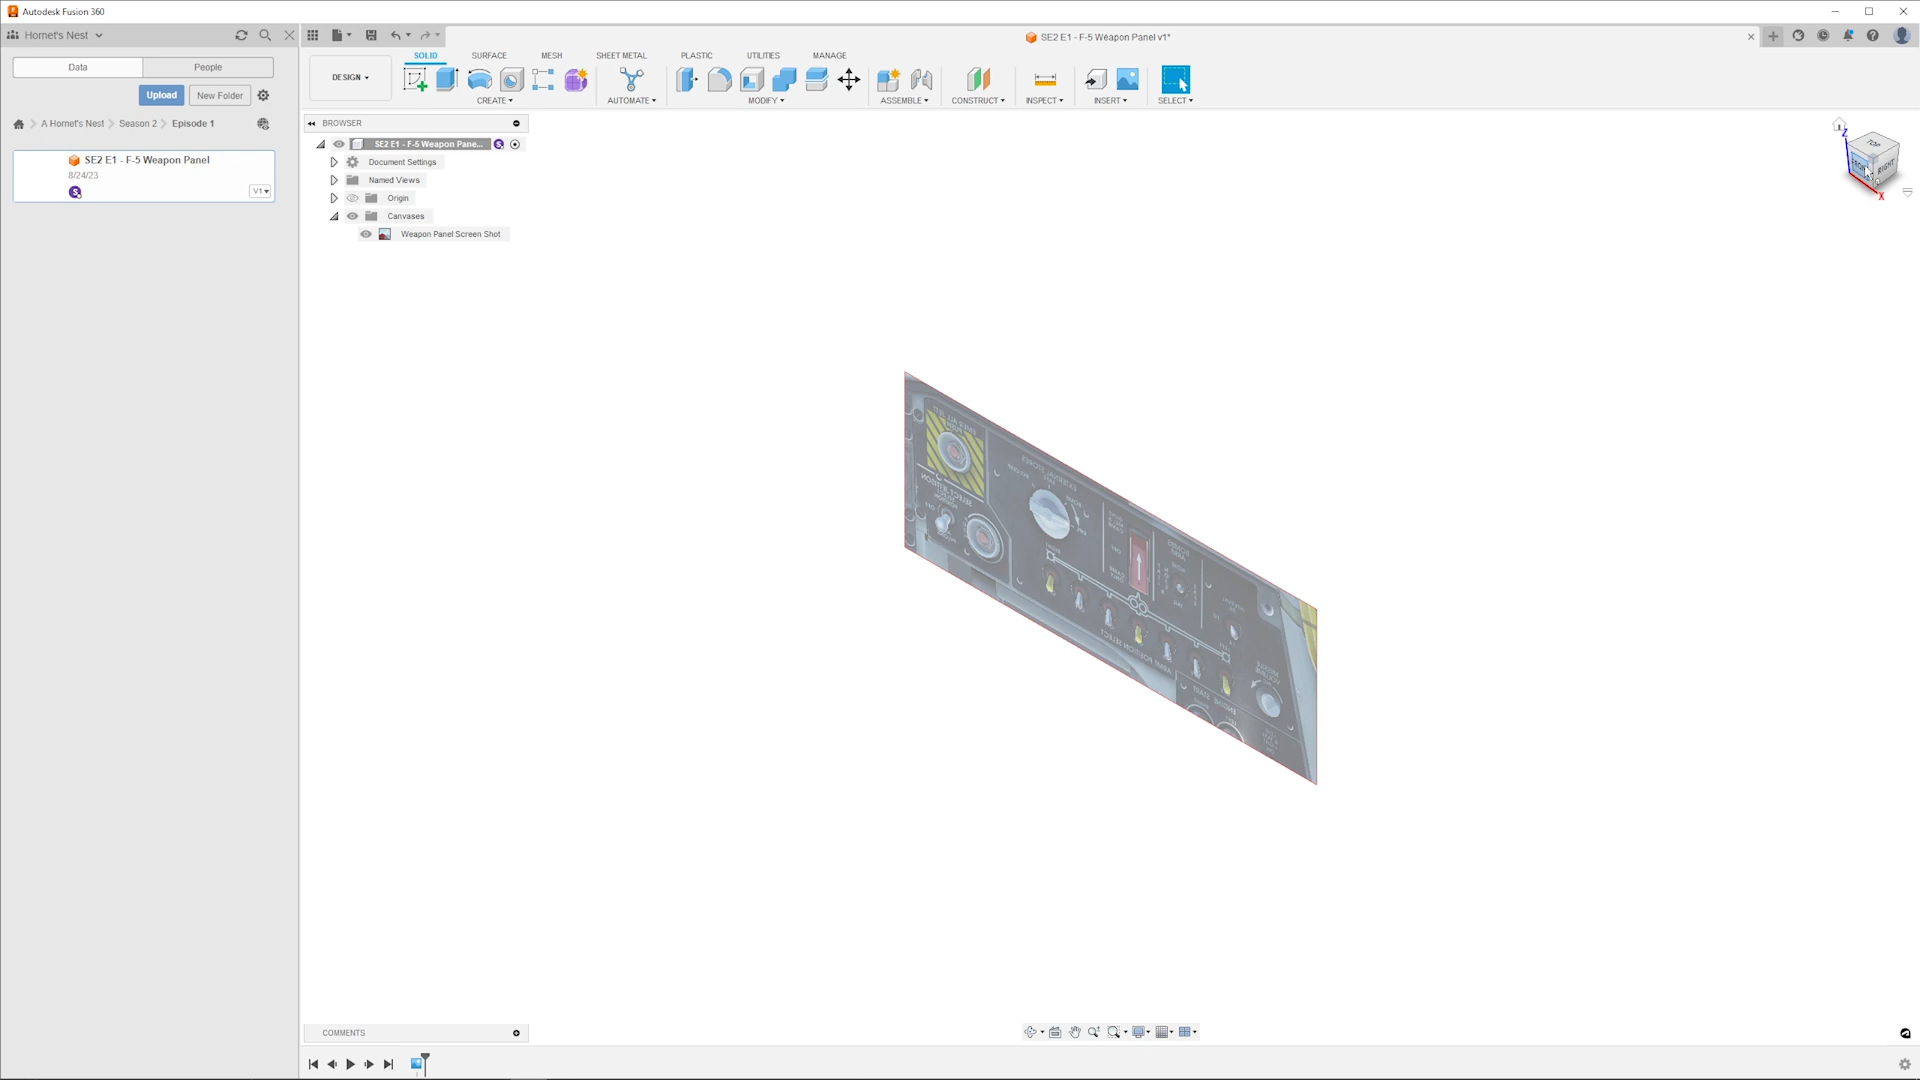 Autodesk Fusion 360
Hornet's Nest
SE2 E1 - F-5 Weapon Panel v1*
SOLID SURFACE MESH SHEET METAL PLASTIC UTILITIES MANAGE
Data People
DESIGN
Upload New Folder
CREATE AUTOMATE MODIFY ASSEMBLE CONSTRUCT INSPECT INSERT SELECT
A Hornet's Nest Season 2 Episode 1
BROWSER
SE2 E1 - F-5 Weapon Pane...
Document Settings
Named Views
Origin
Canvases
Weapon Panel Screen Shot
SE2 E1 - F-5 Weapon Panel
8/24/23
S
V1
Z
TOP
FRONT
RIGHT
X
COMMENTS